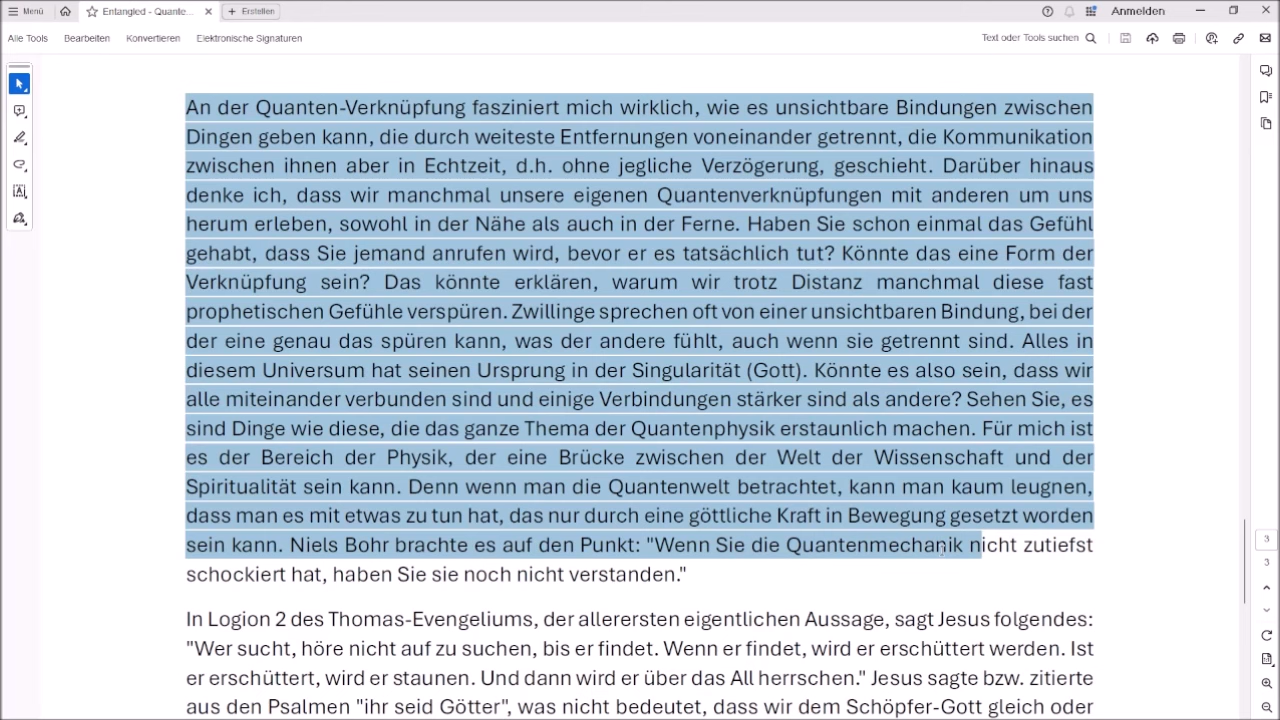 Menü
Entangled - Quante...
Erstellen
Anmelden
Alle Tools
Bearbeiten
Konvertieren
Elektronische Signaturen
Text oder Tools suchen
An der Quanten-Verknüpfung fasziniert mich wirklich, wie es unsichtbare Bindungen zwischen
Dingen geben kann, die durch weiteste Entfernungen voneinander getrennt, die Kommunikation
zwischen ihnen aber in Echtzeit, d.h. ohne jegliche Verzögerung, geschieht. Darüber hinaus
denke ich, dass wir manchmal unsere eigenen Quantenverknüpfungen mit anderen um uns
herum erleben, sowohl in der Nähe als auch in der Ferne. Haben Sie schon einmal das Gefühl
gehabt, dass Sie jemand anrufen wird, bevor er es tatsächlich tut? Könnte das eine Form der
Verknüpfung sein? Das könnte erklären, warum wir trotz Distanz manchmal diese fast
prophetischen Gefühle verspüren. Zwillinge sprechen oft von einer unsichtbaren Bindung, bei der
der eine genau das spüren kann, was der andere fühlt, auch wenn sie getrennt sind. Alles in
diesem Universum hat seinen Ursprung in der Singularität (Gott). Könnte es also sein, dass wir
alle miteinander verbunden sind und einige Verbindungen stärker sind als andere? Sehen Sie, es
sind Dinge wie diese, die das ganze Thema der Quantenphysik erstaunlich machen. Für mich ist
es der Bereich der Physik, der eine Brücke zwischen der Welt der Wissenschaft und der
Spiritualität sein kann. Denn wenn man die Quantenwelt betrachtet, kann man kaum leugnen,
dass man es mit etwas zu tun hat, das nur durch eine göttliche Kraft in Bewegung gesetzt worden
sein kann. Niels Bohr brachte es auf den Punkt: "Wenn Sie die Quantenmechanik nicht zutiefst
schockiert hat, haben Sie sie noch nicht verstanden."
In Logion 2 des Thomas-Evengeliums, der allerersten eigentlichen Aussage, sagt Jesus folgendes:
"Wer sucht, höre nicht auf zu suchen, bis er findet. Wenn er findet, wird er erschüttert werden. Ist
er erschüttert, wird er staunen. Und dann wird er über das All herrschen." Jesus sagte bzw. zitierte
aus den Psalmen "ihr seid Götter", was nicht bedeutet, dass wir dem Schöpfer-Gott gleich oder
3
3